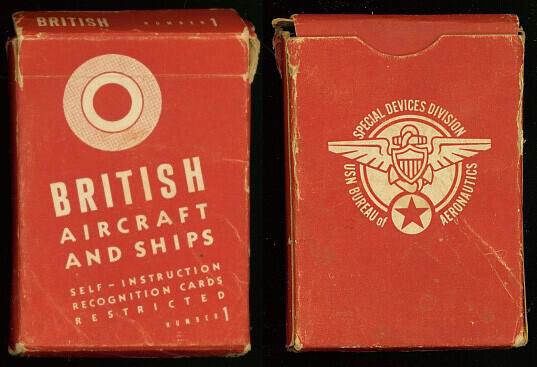 BRITISH NUMBER 1
BRITISH
AIRCRAFT
AND SHIPS
SELF-INSTRUCTION
RECOGNITION CARDS
RESTRICTED
NUMBER 1
SPECIAL DEVICES DIVISION
USN BUREAU of AERONAUTICS